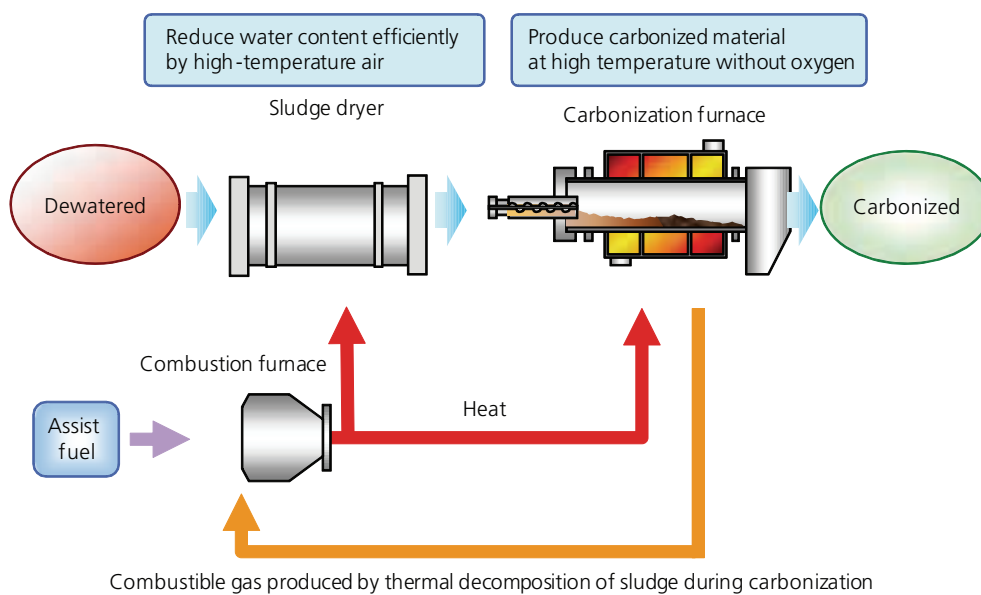 Reduce water content efficiently
by high-temperature air
Produce carbonized material
at high temperature without oxygen
Sludge dryer
Carbonization furnace
Dewatered
Carbonized
Combustion furnace
Assist
fuel
Heat
Combustible gas produced by thermal decomposition of sludge during carbonization